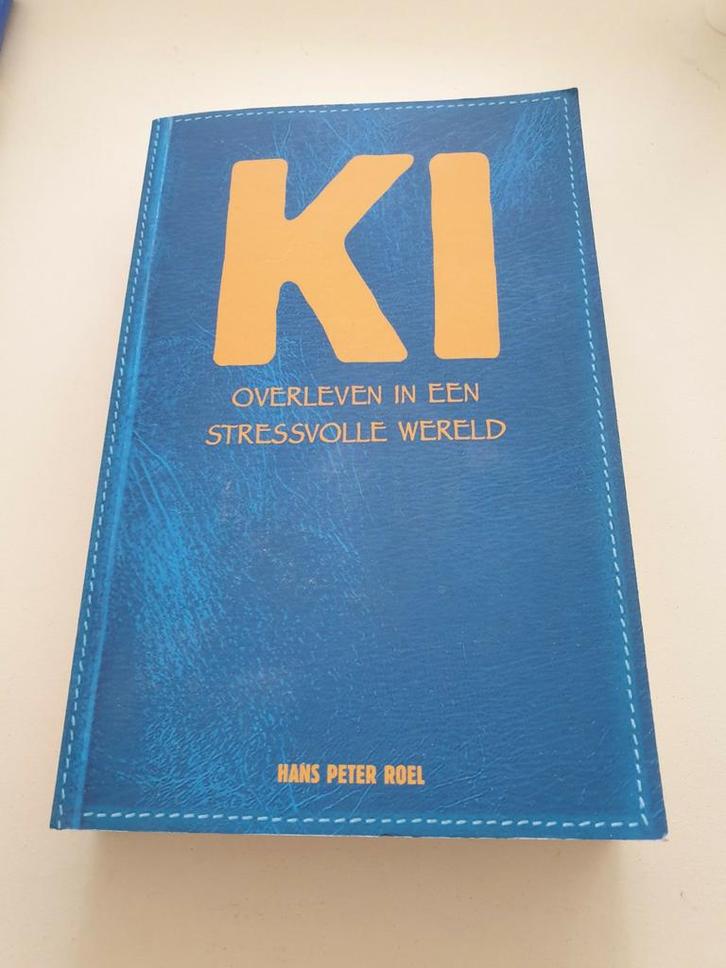 KI
OVERLEVEN IN EEN
STRESSVOLLE WERELD
HANS PETER ROEL